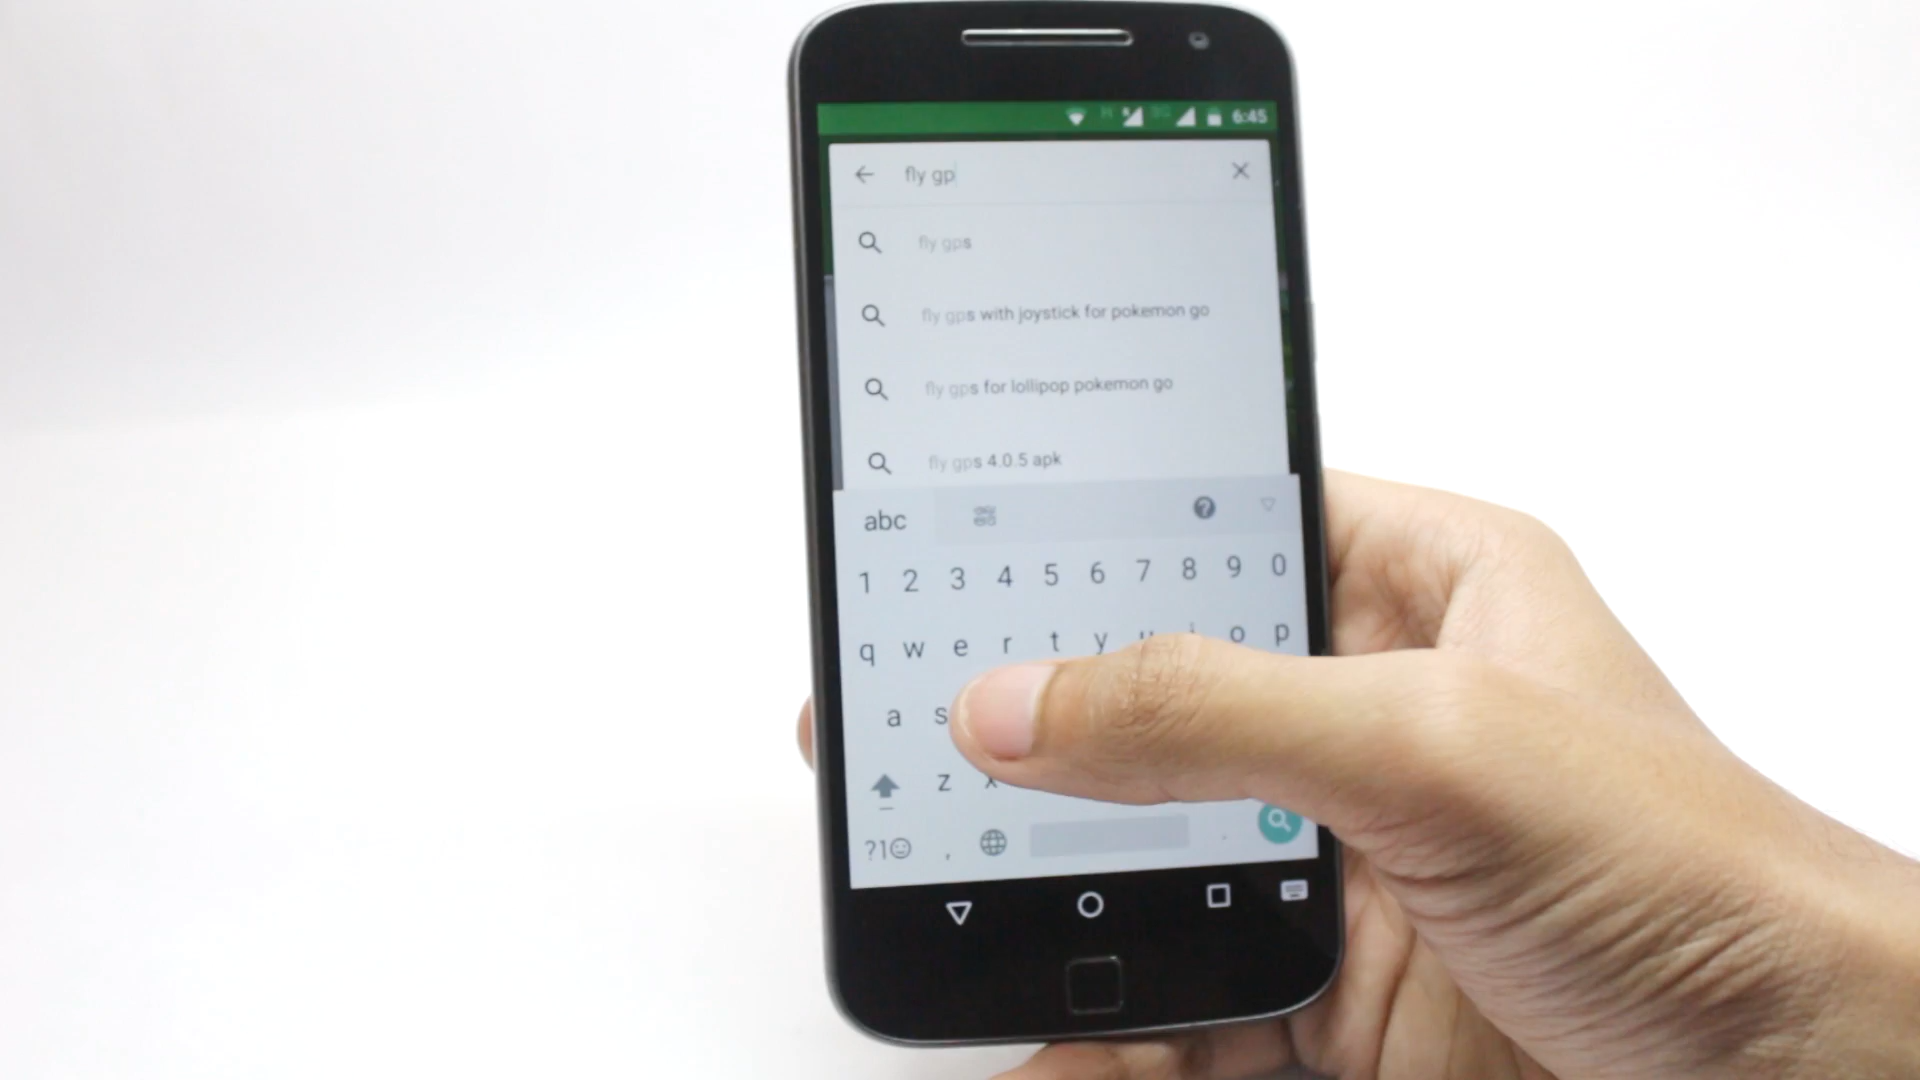 6:45
fly gp
fly gps
fly gps with joystick for pokemon go
fly gps for lollipop pokemon go
fly gps 4.0.5 apk
abc
1 2 3 4 5 6 7 8 9 0
q w e r t y u i o p
a s
z x
?1☺ , .